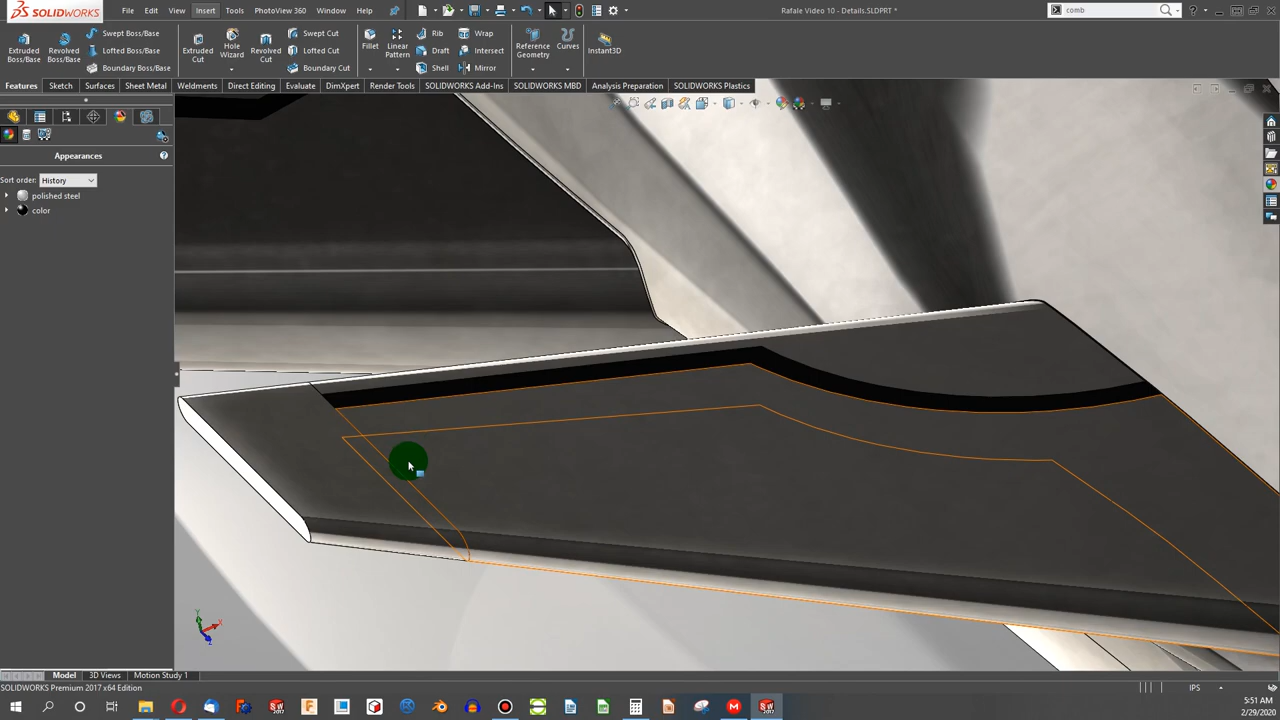 SOLIDWORKS File Edit View Insert Tools PhotoView 360 Window Help Rafale Video 10 - Details.SLDPRT * comb ?
Extruded Boss/Base
Revolved Boss/Base
Swept Boss/Base
Lofted Boss/Base
Boundary Boss/Base
Extruded Cut
Hole Wizard
Revolved Cut
Swept Cut
Lofted Cut
Boundary Cut
Fillet
Linear Pattern
Rib
Draft
Shell
Wrap
Intersect
Mirror
Reference Geometry
Curves
Instant3D
Features Sketch Surfaces Sheet Metal Weldments Direct Editing Evaluate DimXpert Render Tools SOLIDWORKS Add-Ins SOLIDWORKS MBD Analysis Preparation SOLIDWORKS Plastics
Appearances
Sort order: History
polished steel
color
Y
X
Z
Model 3D Views Motion Study 1
SOLIDWORKS Premium 2017 x64 Edition IPS
5:51 AM
2/29/2020